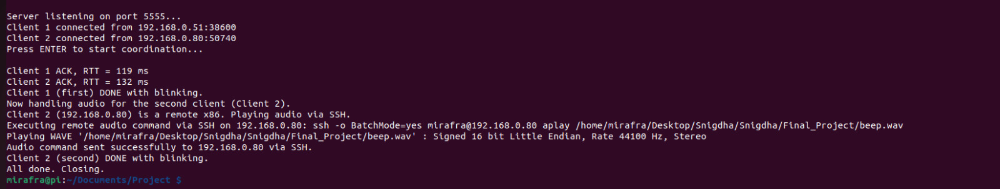 Server listening on port 5555...
Client 1 connected from 192.168.0.51:38600
Client 2 connected from 192.168.0.80:50740
Press ENTER to start coordination...
Client 1 ACK, RTT = 119 ms
Client 2 ACK, RTT = 132 ms
Client 1 (first) DONE with blinking.
Now handling audio for the second client (Client 2).
Client 2 (192.168.0.80) is a remote x86. Playing audio via SSH.
Executing remote audio command via SSH on 192.168.0.80: ssh -o BatchMode=yes mirafra@192.168.0.80 aplay /home/mirafra/Desktop/Snigdha/Snigdha/Final_Project/beep.wav
Playing WAVE '/home/mirafra/Desktop/Snigdha/Snigdha/Final_Project/beep.wav' : Signed 16 bit Little Endian, Rate 44100 Hz, Stereo
Audio command sent successfully to 192.168.0.80 via SSH.
Client 2 (second) DONE with blinking.
All done. Closing.
mirafra@pi:~/Documents/Project $